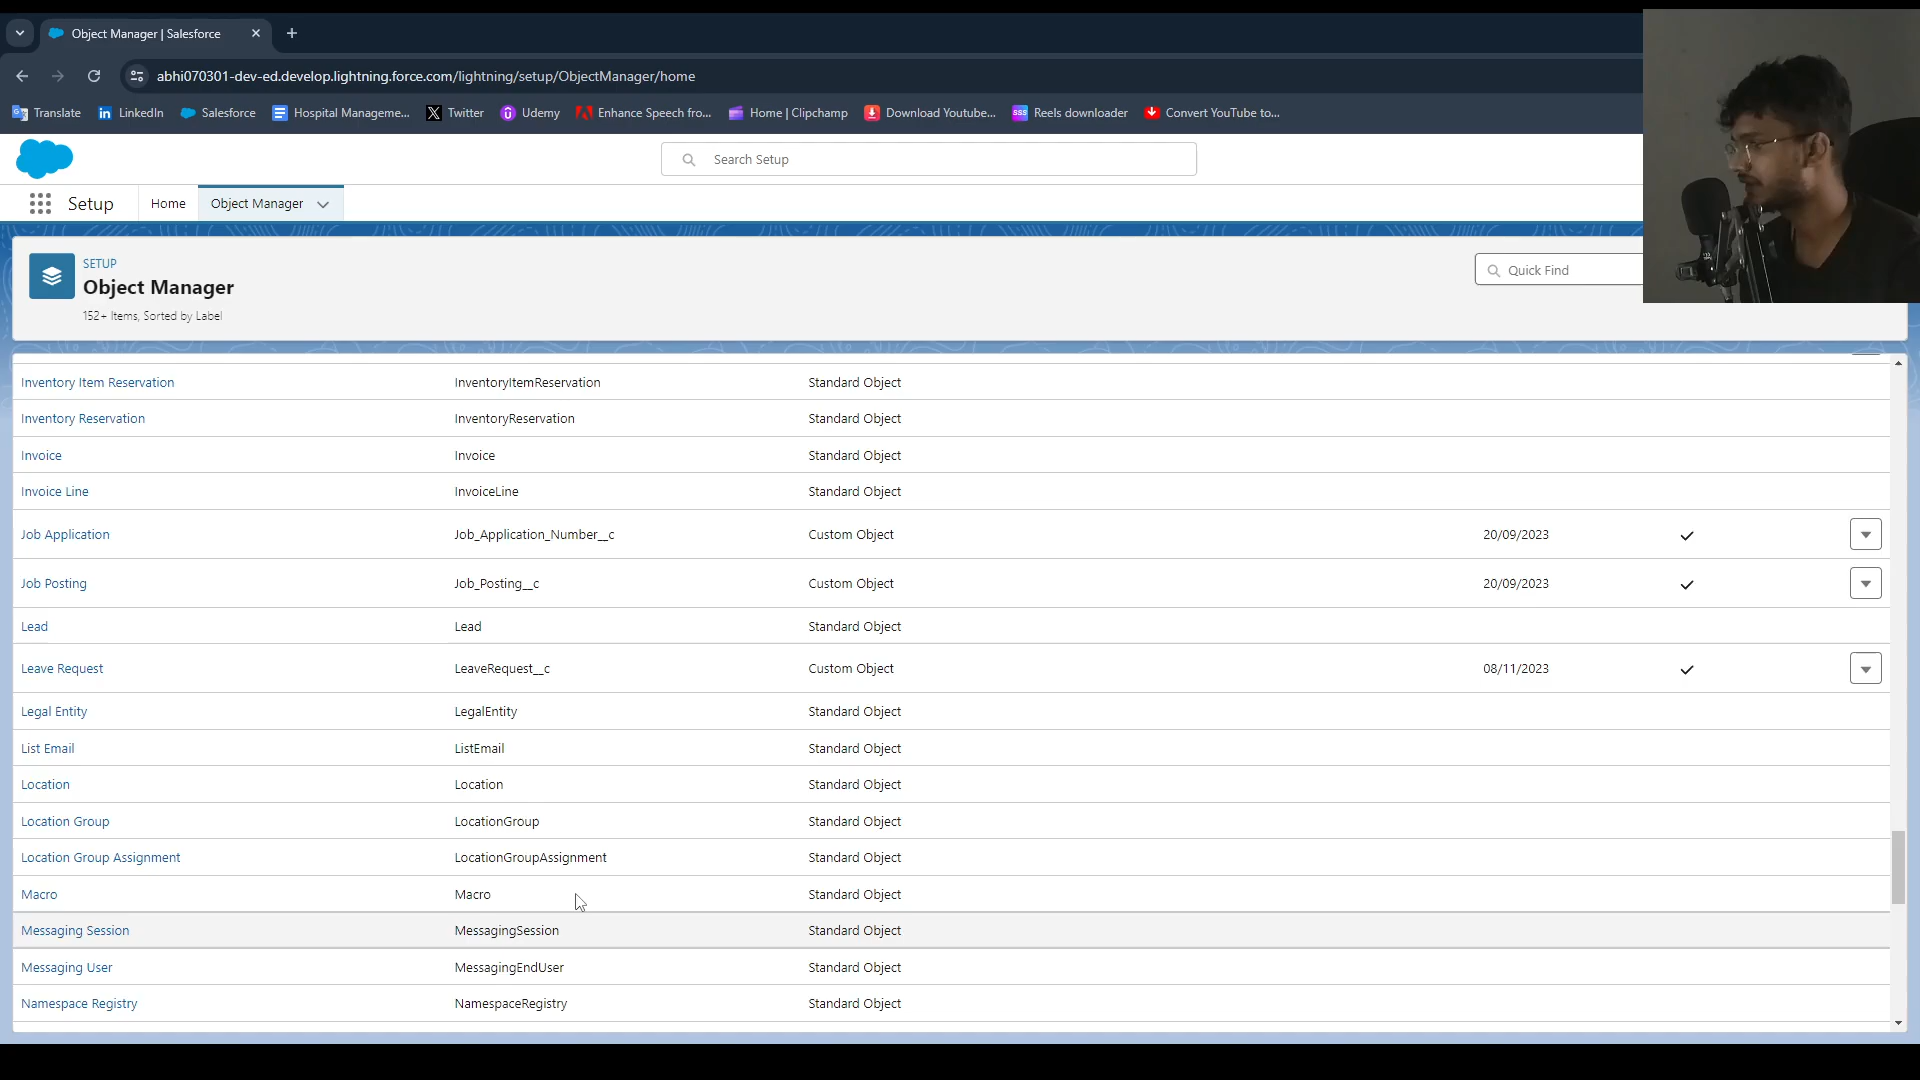 Object Manager | Salesforce
abhi070301-dev-ed.develop.lightning.force.com/lightning/setup/ObjectManager/home
Translate LinkedIn Salesforce Hospital Manageme... Twitter Udemy Enhance Speech fro... Home | Clipchamp Download Youtube... Reels downloader Convert YouTube to...
Search Setup
Setup Home Object Manager
SETUP
Object Manager
152+ Items, Sorted by Label
Quick Find
Inventory Item Reservation InventoryItemReservation Standard Object
Inventory Reservation InventoryReservation Standard Object
Invoice Invoice Standard Object
Invoice Line InvoiceLine Standard Object
Job Application Job_Application_Number__c Custom Object 20/09/2023
Job Posting Job_Posting__c Custom Object 20/09/2023
Lead Lead Standard Object
Leave Request LeaveRequest__c Custom Object 08/11/2023
Legal Entity LegalEntity Standard Object
List Email ListEmail Standard Object
Location Location Standard Object
Location Group LocationGroup Standard Object
Location Group Assignment LocationGroupAssignment Standard Object
Macro Macro Standard Object
Messaging Session MessagingSession Standard Object
Messaging User MessagingEndUser Standard Object
Namespace Registry NamespaceRegistry Standard Object